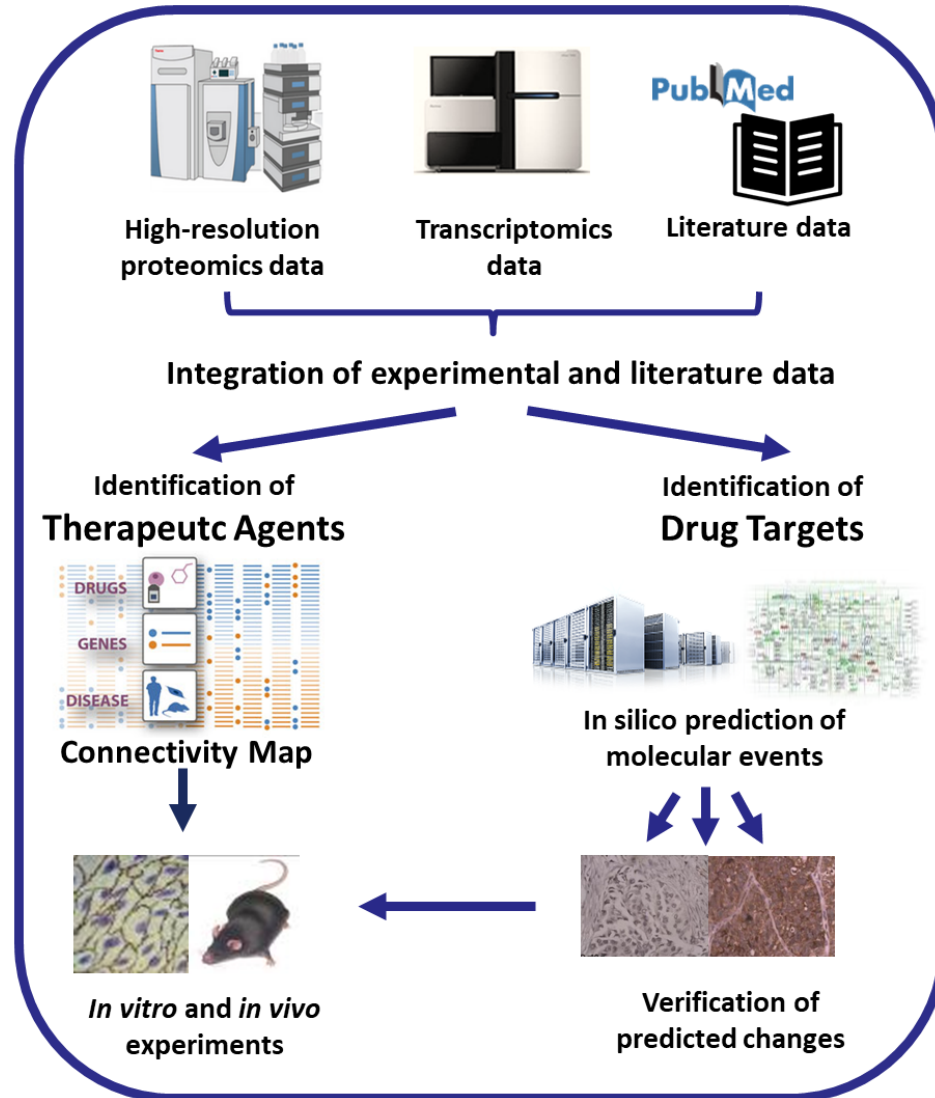 PubMed
High-resolution
proteomics data
Transcriptomics
data
Literature data
Integration of experimental and literature data
Identification of
Therapeutc Agents
DRUGS
GENES
DISEASE
Connectivity Map
Identification of
Drug Targets
In silico prediction of
molecular events
In vitro and in vivo
experiments
Verification of
predicted changes